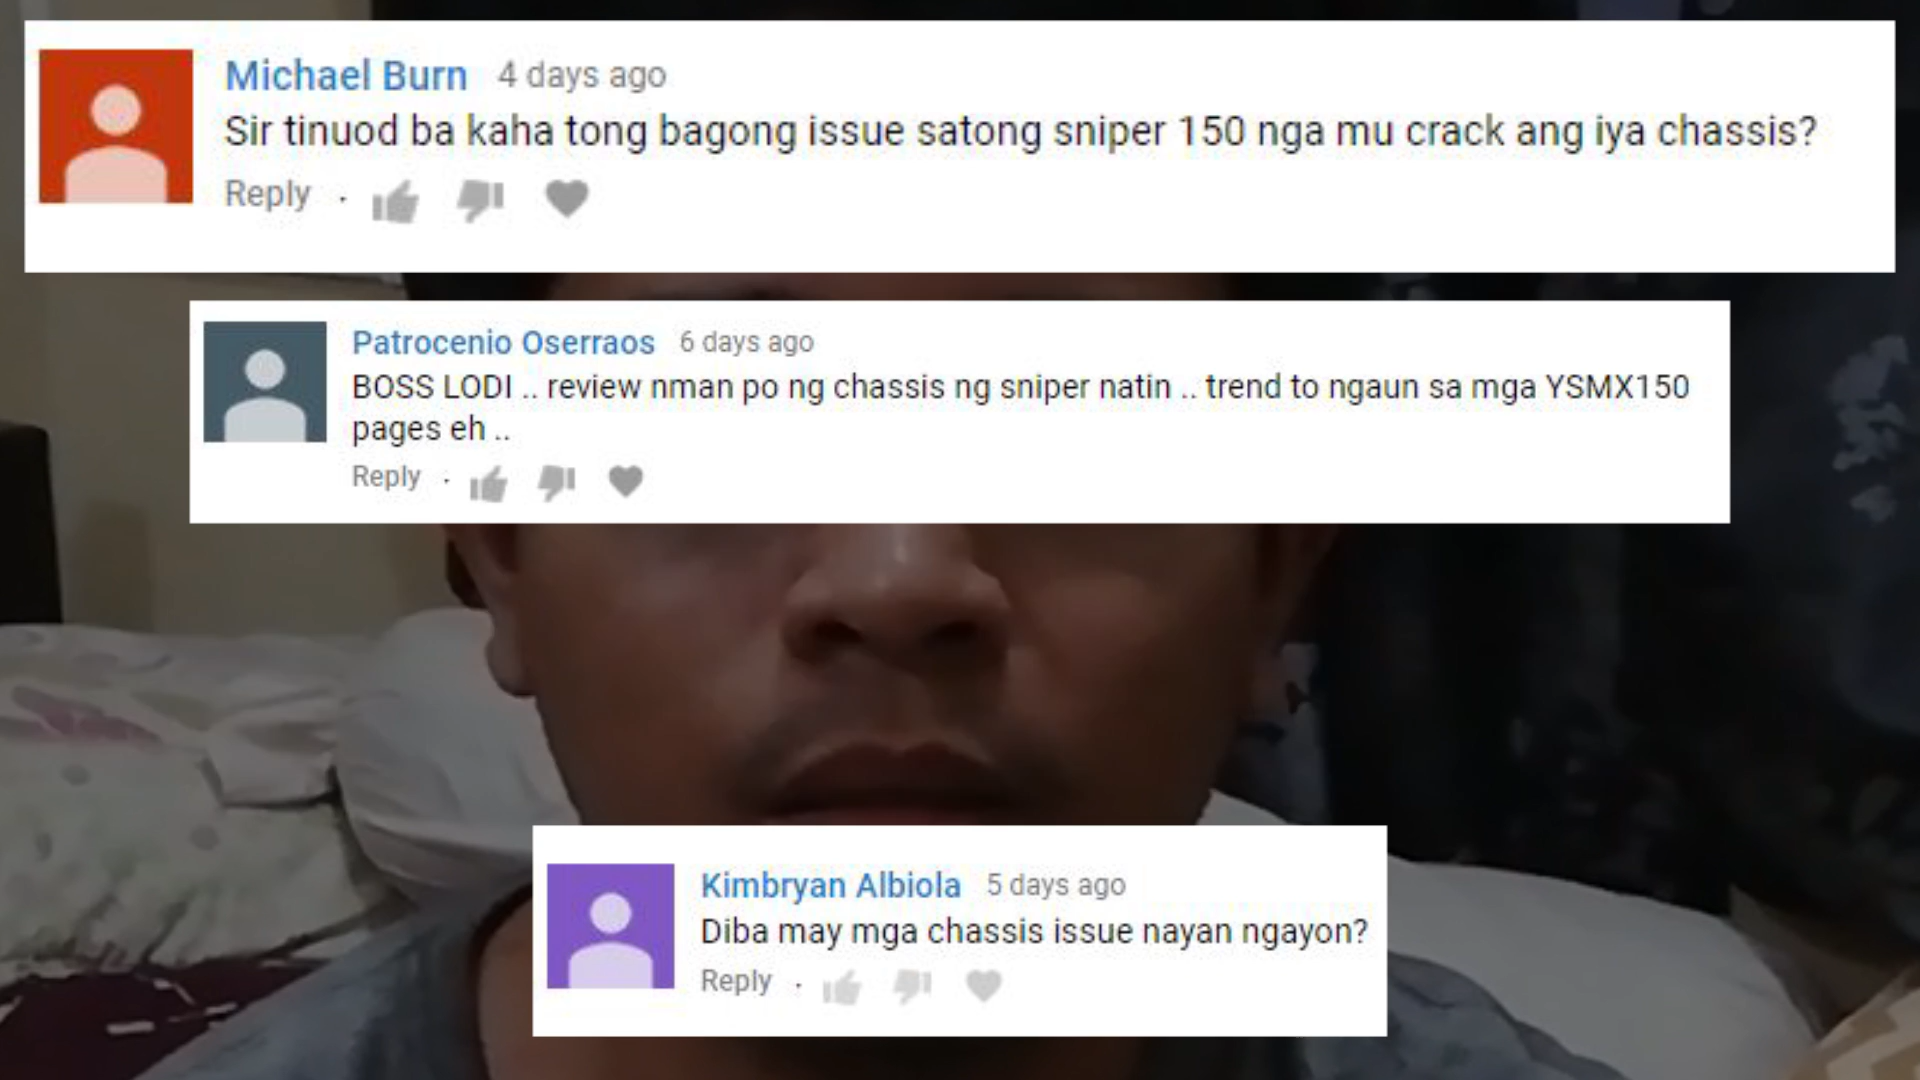 Michael Burn 4 days ago
Sir tinuod ba kaha tong bagong issue satong sniper 150 nga mu crack ang iya chassis?
Reply .
Patrocenio Oserraos 6 days ago
BOSS LODI .. review nman po ng chassis ng sniper natin .. trend to ngaun sa mga YSMX150
pages eh ..
Reply .
Kimbryan Albiola 5 days ago
Diba may mga chassis issue nayan ngayon?
Reply .